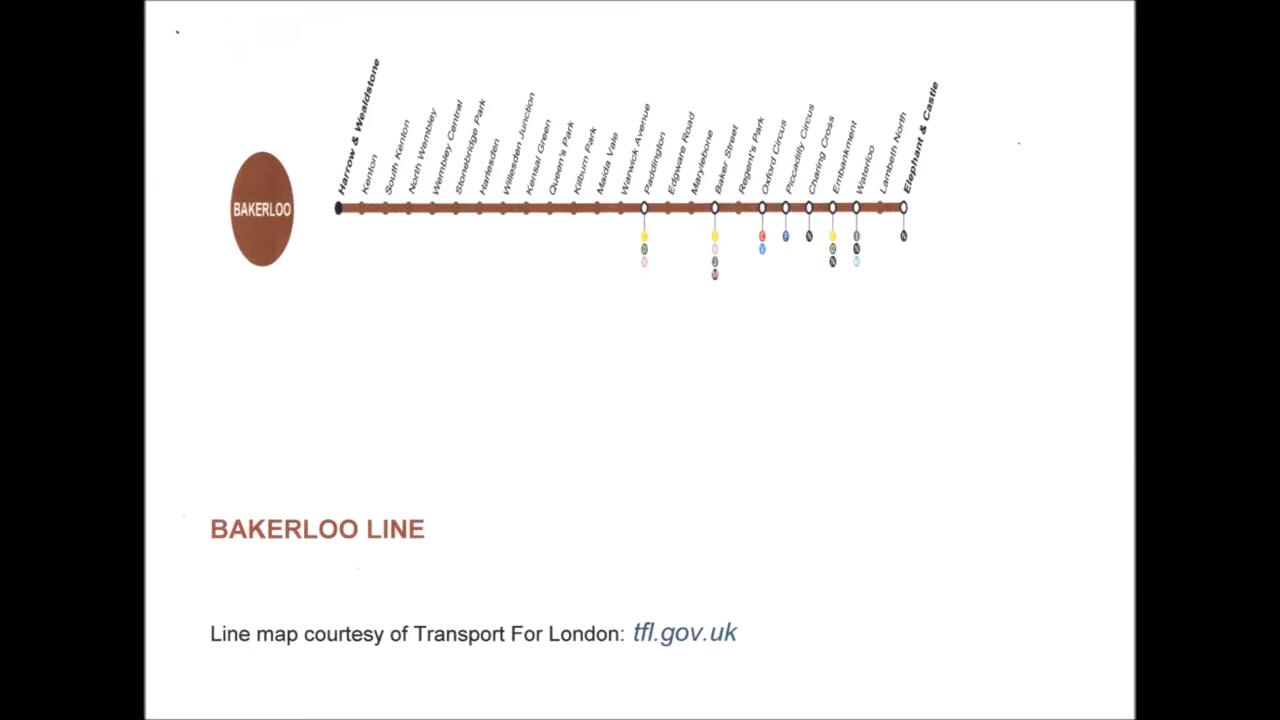 BAKERLOO
Harrow & Wealdstone
Kenton
South Kenton
North Wembley
Wembley Central
Stonebridge Park
Harlesden
Willesden Junction
Kensal Green
Queen's Park
Kilburn Park
Maida Vale
Warwick Avenue
Paddington
Edgware Road
Marylebone
Baker Street
Regent's Park
Oxford Circus
Piccadilly Circus
Charing Cross
Embankment
Waterloo
Lambeth North
Elephant & Castle
BAKERLOO LINE
Line map courtesy of Transport For London: tfl.gov.uk